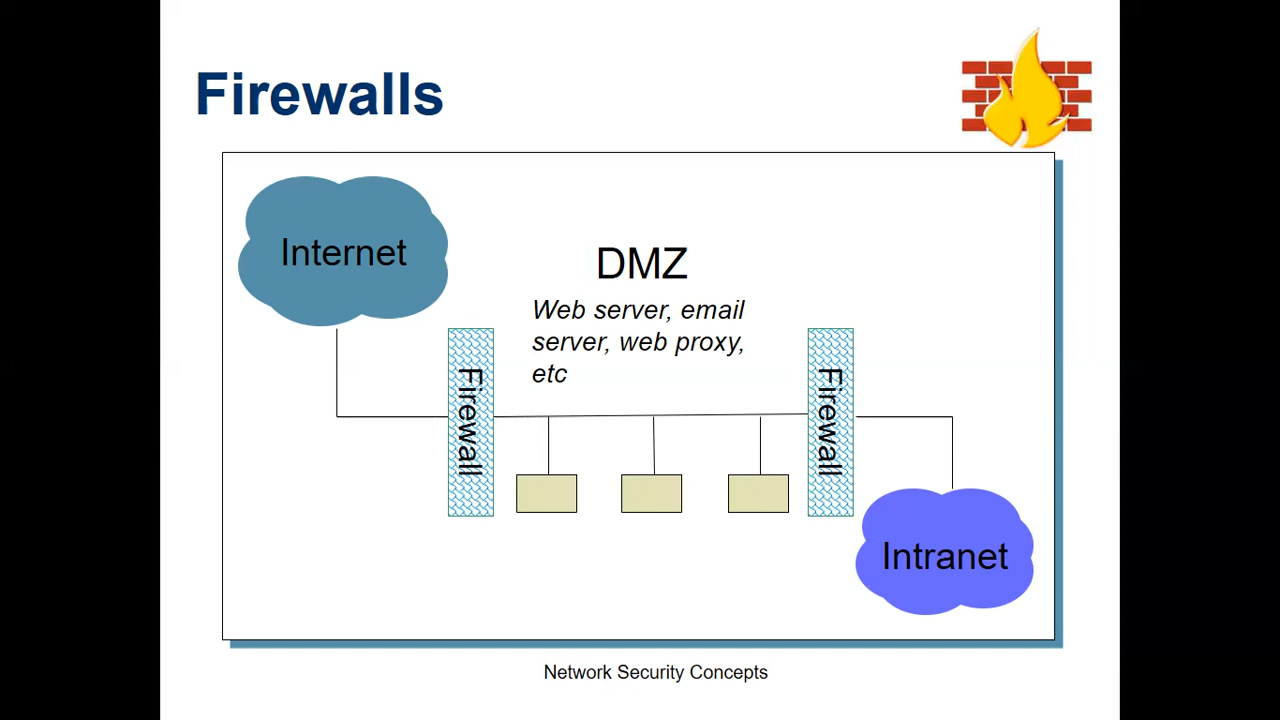 Firewalls
Internet
DMZ
Web server, email
server, web proxy,
etc
Firewall
Firewall
Intranet
Network Security Concepts